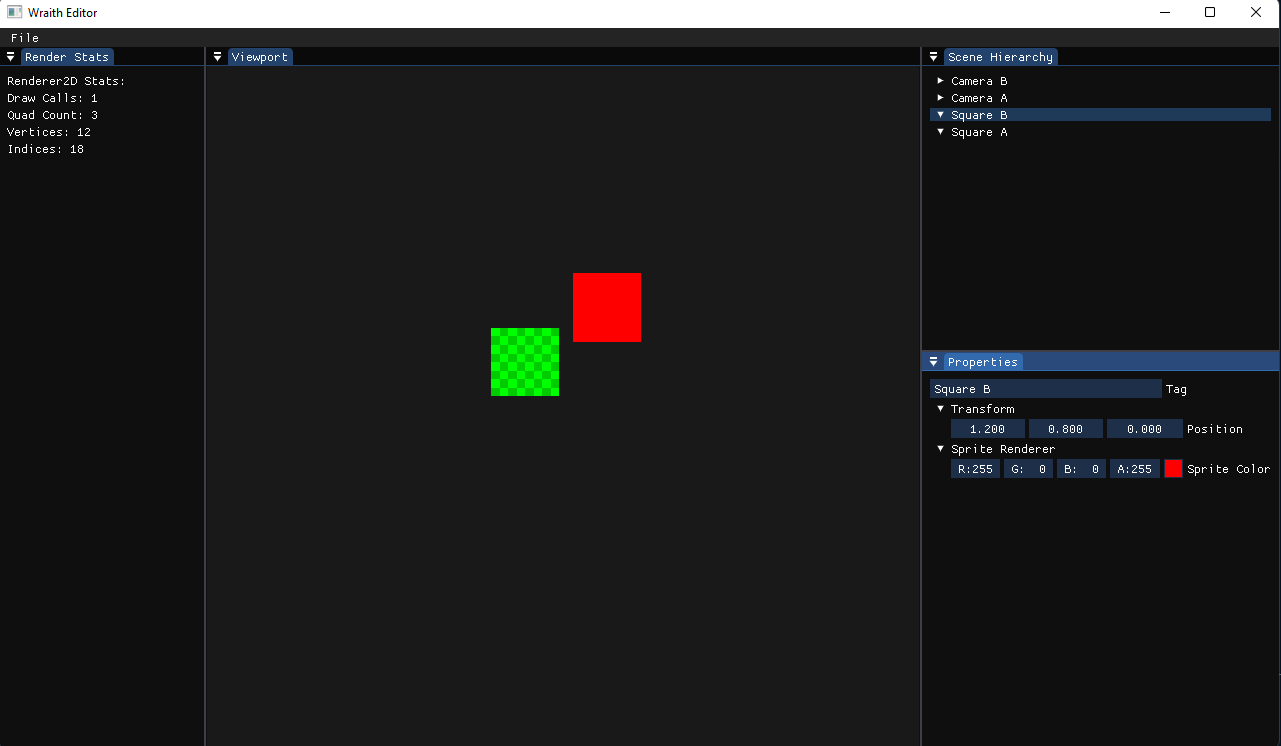 Wraith Editor
File
Render Stats
Renderer2D Stats:
Draw Calls: 1
Quad Count: 3
Vertices: 12
Indices: 18
Viewport
Scene Hierarchy
Camera B
Camera A
Square B
Square A
Properties
Square B Tag
Transform
1.200 0.800 0.000 Position
Sprite Renderer
R:255 G: 0 B: 0 A:255 Sprite Color